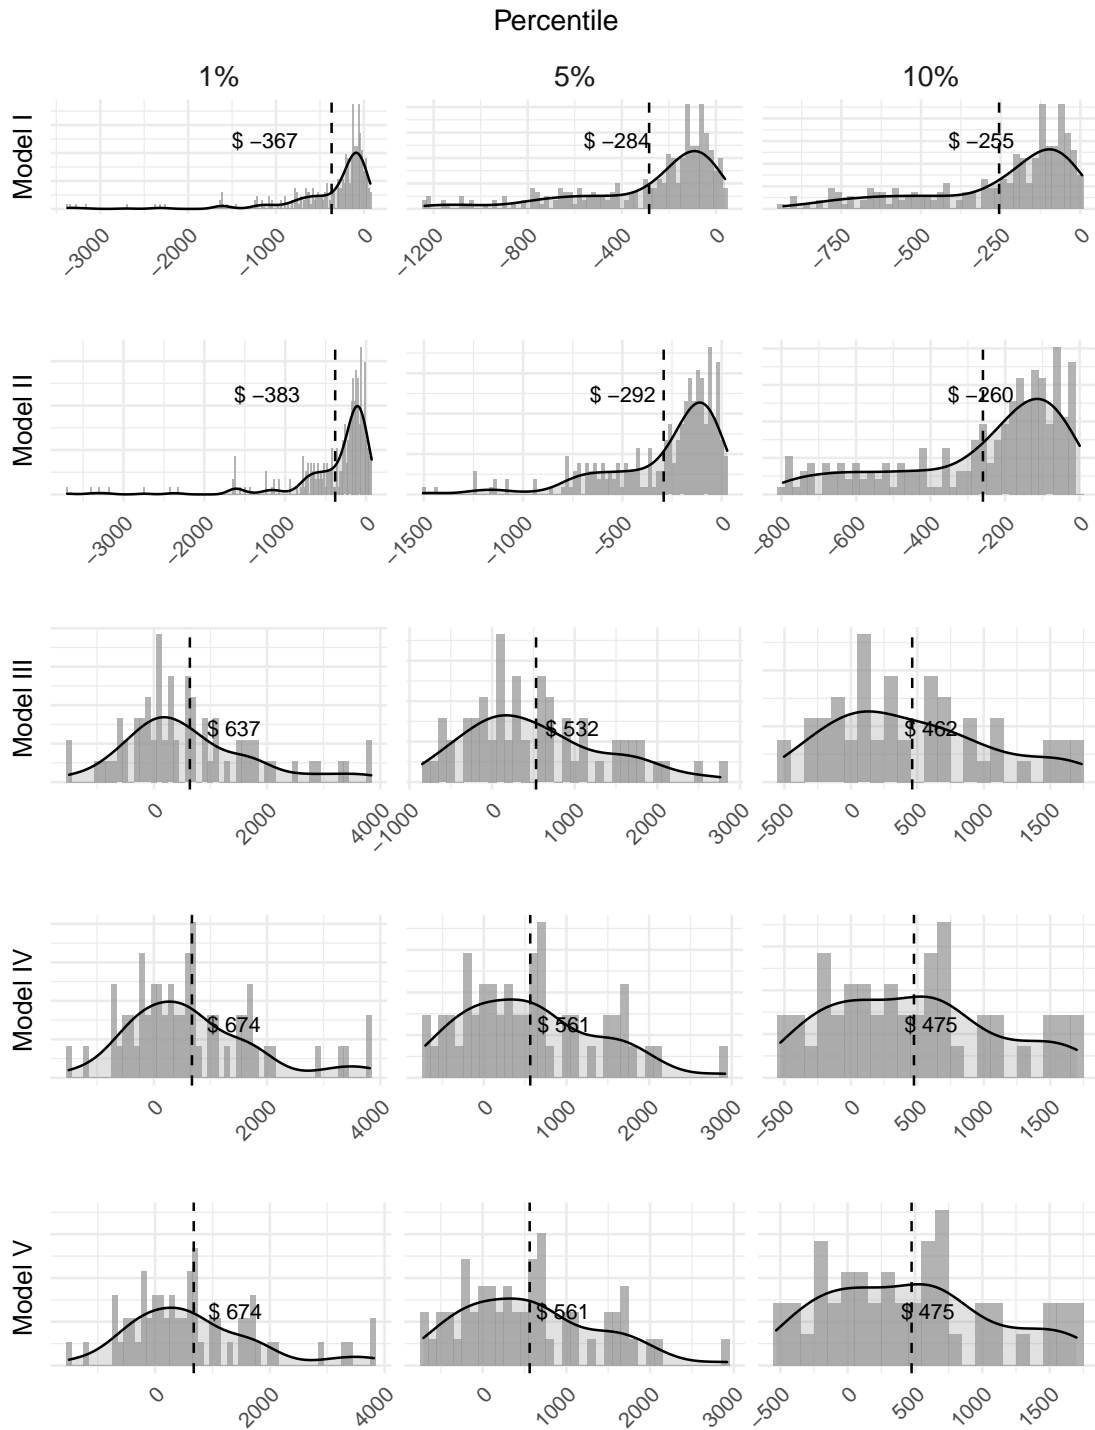 Percentile
1% 5% 10%
Model I
$ −367 $ −284 $ −255
−3000 −2000 −1000 0 −1200 −800 −400 0 −750 −500 −250 0
Model II
$ −383 $ −292 $ −260
−3000 −2000 −1000 0 −1500 −1000 −500 0 −800 −600 −400 −200 0
Model III
$ 637 $ 532 $ 462
0 2000 4000 −1000 0 1000 2000 3000 −500 0 500 1000 1500
Model IV
$ 674 $ 561 $ 475
0 2000 4000 0 1000 2000 3000 −500 0 500 1000 1500
Model V
$ 674 $ 561 $ 475
0 2000 4000 0 1000 2000 3000 −500 0 500 1000 1500